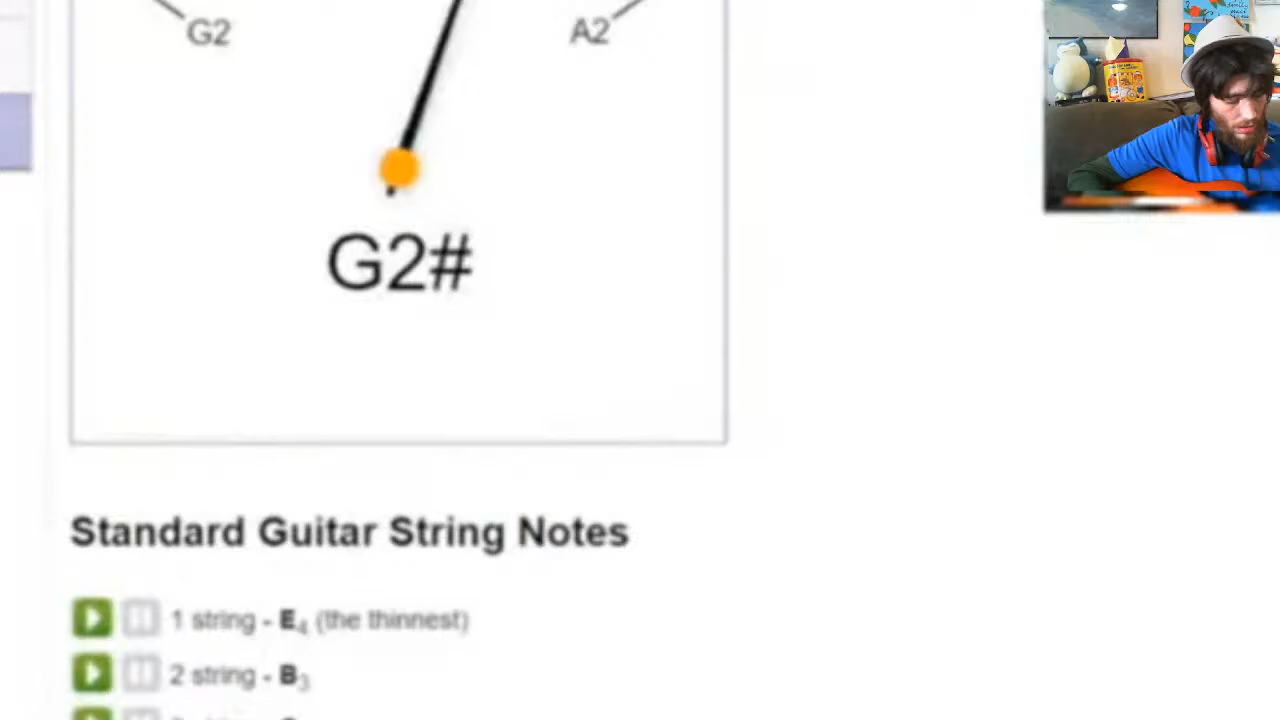 G2
A2
G2#
Standard Guitar String Notes
1 string - E4 (the thinnest)
2 string - B3